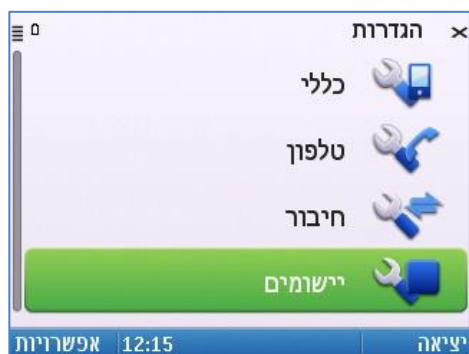 הגדרות
כללי
טלפון
חיבור
יישומים
יציאה 12:15 אפשרויות